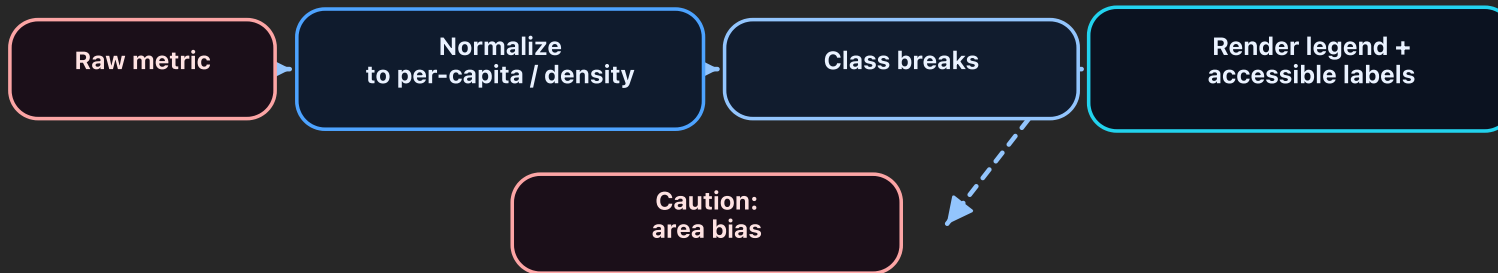 Raw metric
Normalize
to per-capita / density
Class breaks
Render legend +
accessible labels
Caution:
area bias